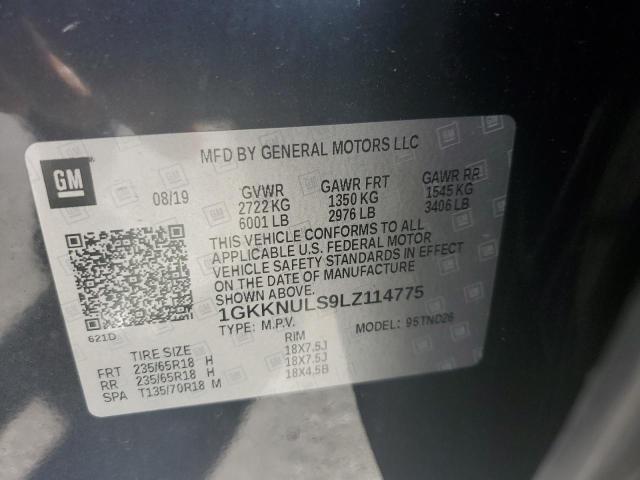 MFD BY GENERAL MOTORS LLC
GM
08/19
GVWR GAWR FRT GAWR RR
2722 KG 1350 KG 1545 KG
6001 LB 2976 LB 3406 LB
THIS VEHICLE CONFORMS TO ALL
APPLICABLE U.S. FEDERAL MOTOR
VEHICLE SAFETY STANDARDS IN EFFECT
ON THE DATE OF MANUFACTURE
SHOWN ABOVE.
1GKKNULS9LZ114775
621D
TYPE: M.P.V. MODEL: 95TND26
TIRE SIZE RIM
FRT 235/65R18 H 18X7.5J
RR 235/65R18 H 18X7.5J
SPA T135/70R18 M 18X4.5B